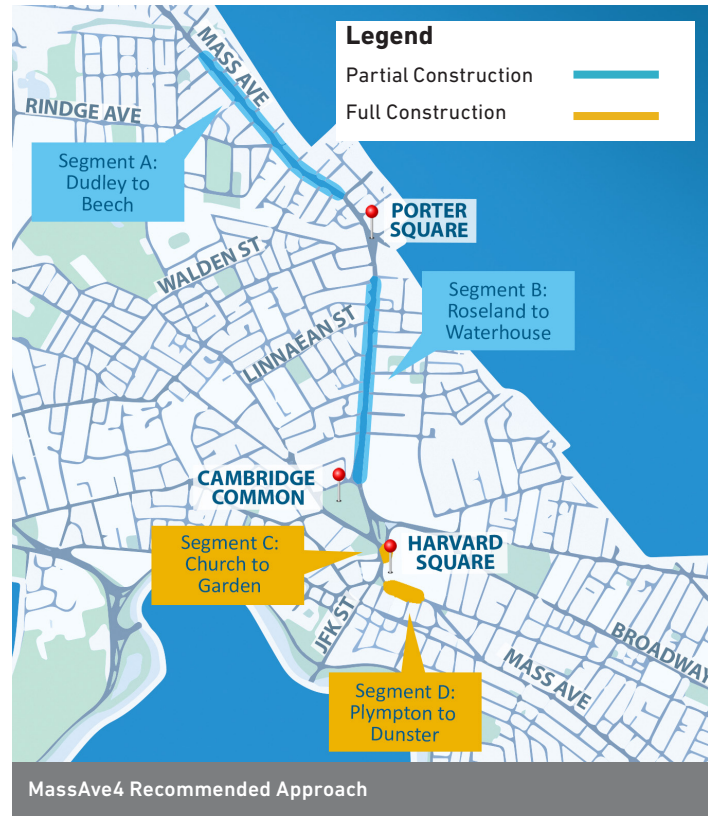 MASS AVE
Legend
Partial Construction
Full Construction
RINDGE AVE
Segment A:
Dudley to
Beech
PORTER
SQUARE
WALDEN ST
Segment B:
Roseland to
Waterhouse
LINNAEAN ST
CAMBRIDGE
COMMON
Segment C:
Church to
Garden
HARVARD
SQUARE
JFK ST
BROADWAY
MASS AVE
Segment D:
Plympton to
Dunster
MassAve4 Recommended Approach